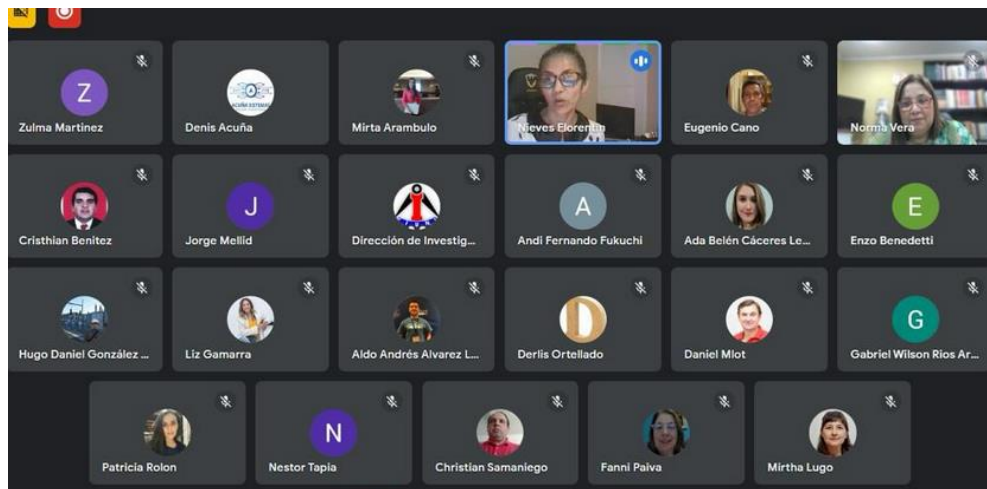 Z
Zulma Martinez
ACUÑA SISTEMAS
Denis Acuña
Mirta Arambulo
Nieves Florentin
Eugenio Cano
Norma Vera
Cristhian Benitez
J
Jorge Mellid
Dirección de Investig...
A
Andi Fernando Fukuchi
Ada Belén Cáceres Le...
E
Enzo Benedetti
Hugo Daniel González ...
Liz Gamarra
Aldo Andrés Alvarez L...
D
Derlis Ortellado
Daniel Mlot
G
Gabriel Wilson Rios Ar...
Patricia Rolon
N
Nestor Tapia
Christian Samaniego
Fanni Paiva
Mirtha Lugo